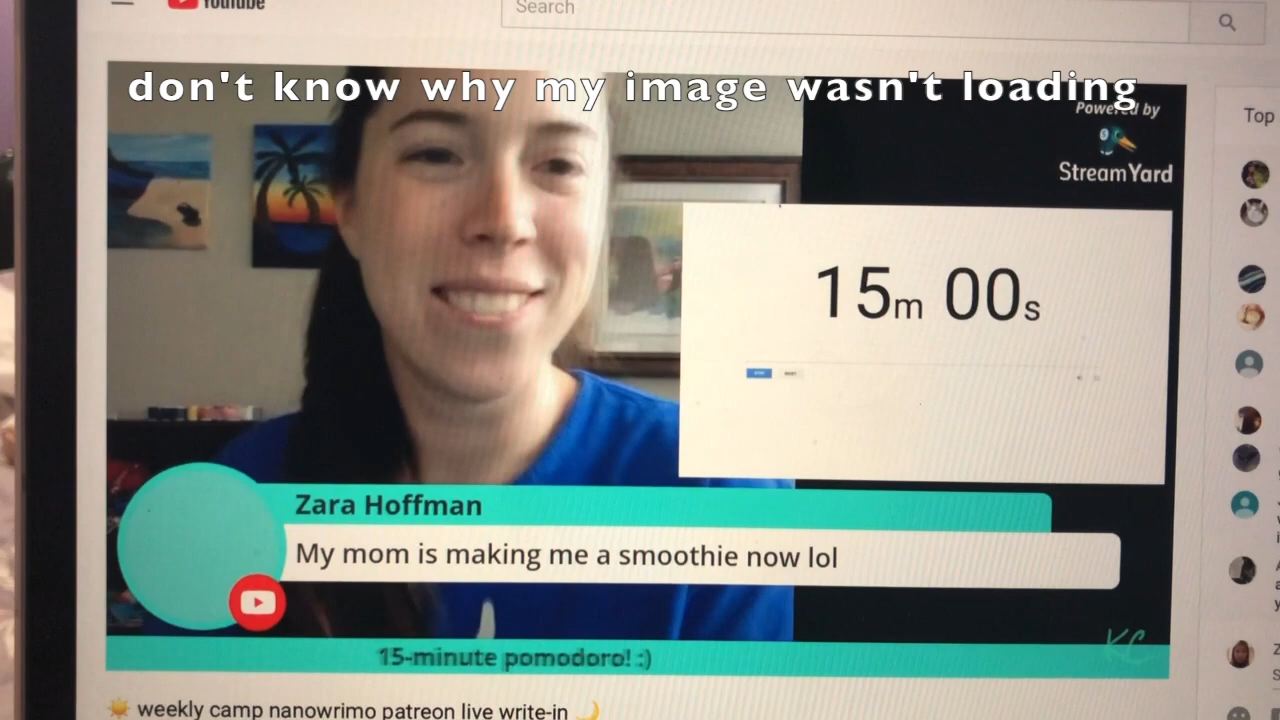 YouTube
Search
don't know why my image wasn't loading
Top
Powered by
StreamYard
15m 00s
Zara Hoffman
My mom is making me a smoothie now lol
KC
15-minute pomodoro! :)
weekly camp nanowrimo patreon live write-in